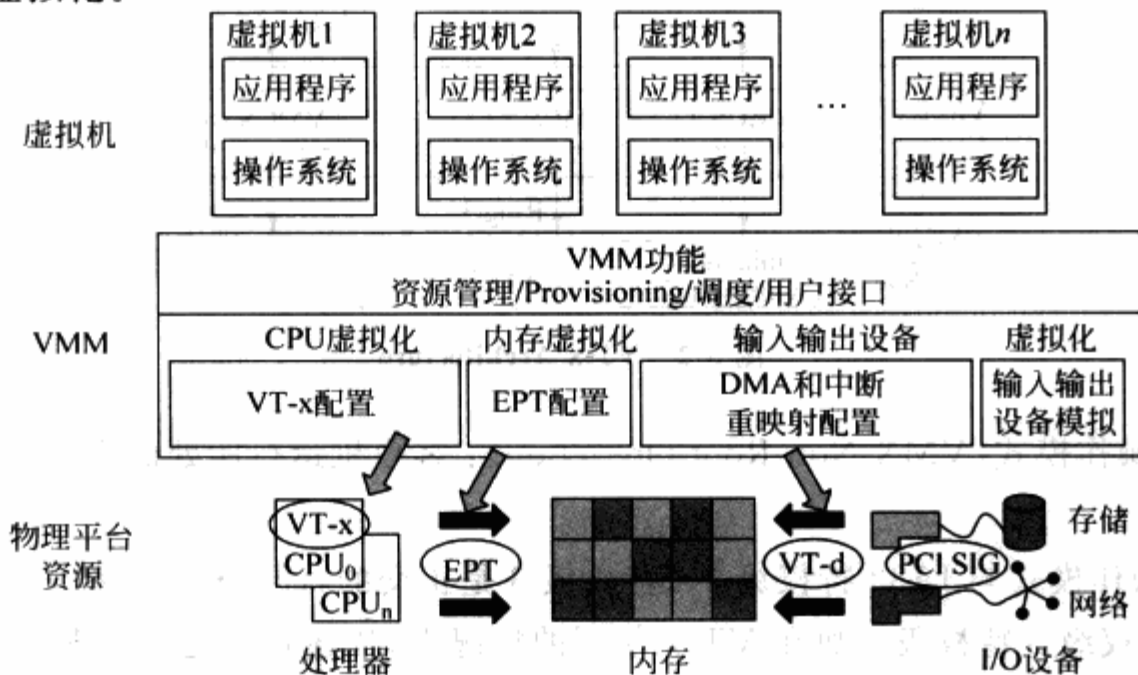 虚拟机1 虚拟机2 虚拟机3 虚拟机n
应用程序 应用程序 应用程序 … 应用程序
虚拟机
操作系统 操作系统 操作系统 操作系统
VMM功能
资源管理/Provisioning/调度/用户接口
VMM
CPU虚拟化 内存虚拟化 输入输出设备 虚拟化
VT-x配置 EPT配置 DMA和中断 输入输出
重映射配置 设备模拟
VT-x 存储
物理平台 CPU0 EPT VT-d PCI SIG
资源 CPUn 网络
处理器 内存 I/O设备